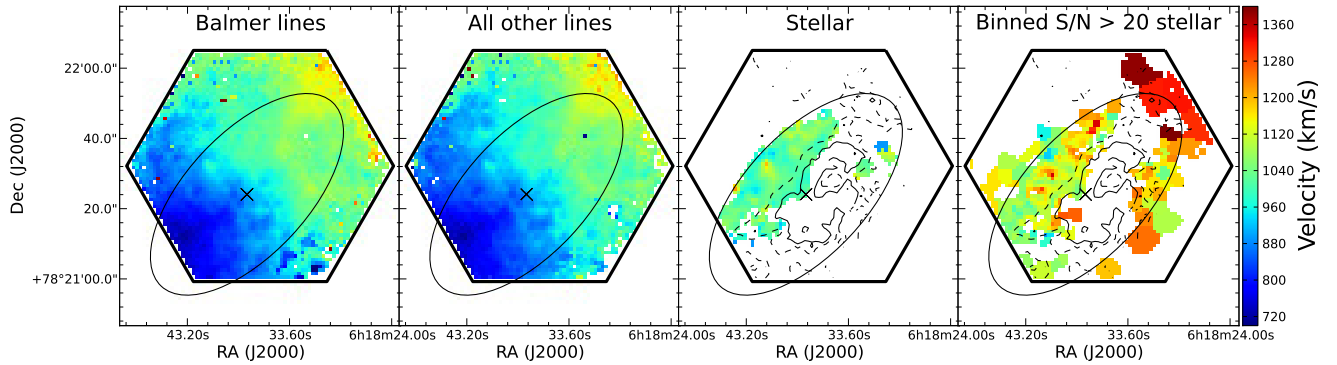 Balmer lines
All other lines
Stellar
Binned S/N > 20 stellar
22'00.0"
40.0"
20.0"
+78°21'00.0"
Dec (J2000)
43.20s 33.60s 6h18m24.00s
43.20s 33.60s 6h18m24.00s
43.20s 33.60s 6h18m24.00s
43.20s 33.60s 6h18m24.00s
RA (J2000)
RA (J2000)
RA (J2000)
RA (J2000)
1360
1280
1200
1120
1040
960
880
800
720
Velocity (km/s)